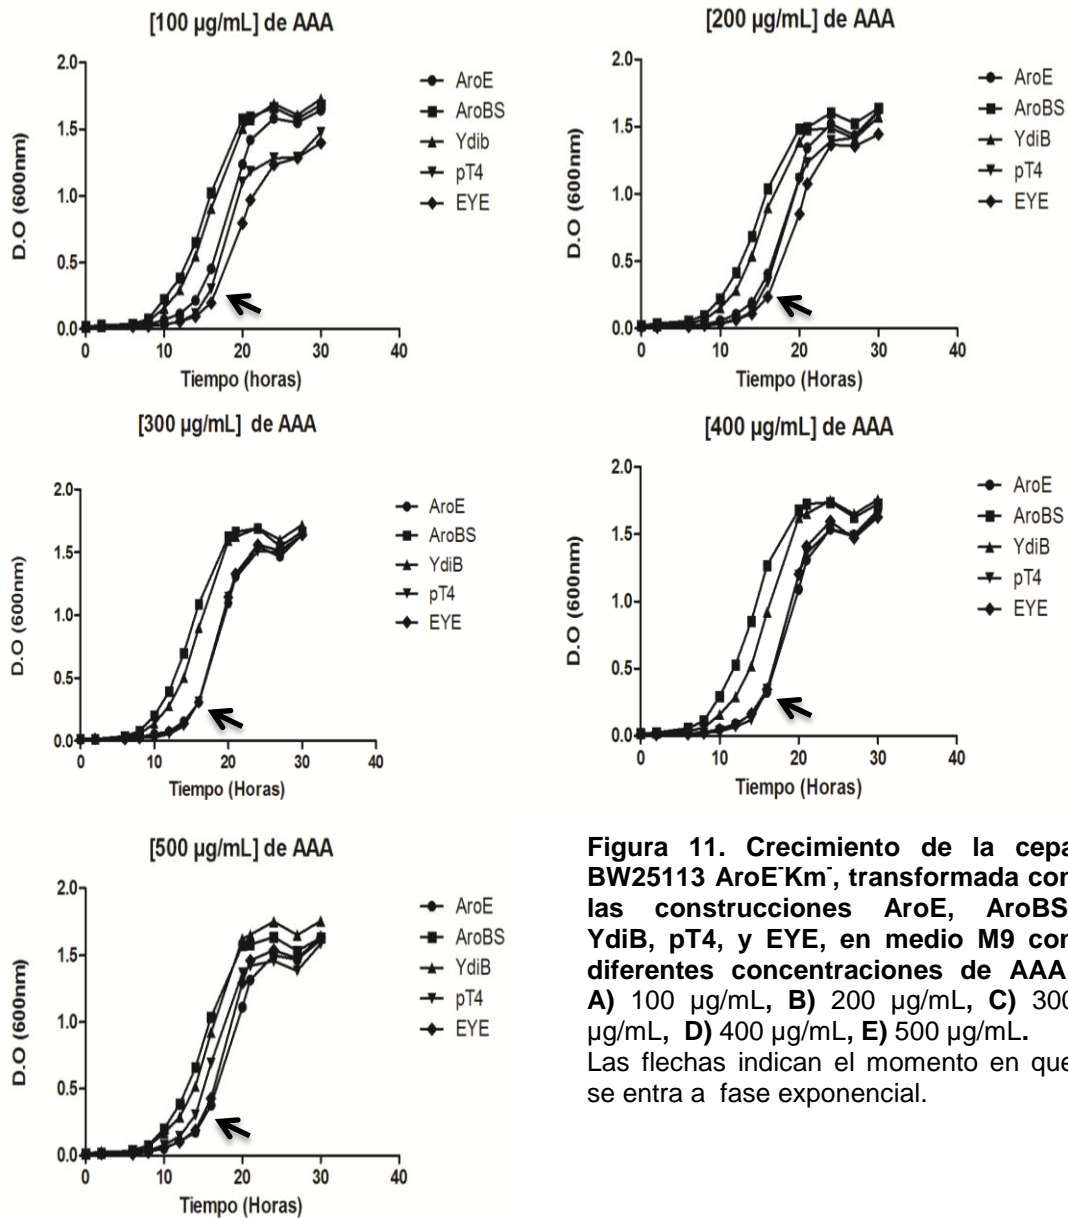 [100 µg/mL] de AAA
2.0
1.5
1.0
0.5
0.0
0
10
20
30
40
D.O (600nm)
Tiempo (horas)
AroE
AroBS
Ydib
pT4
EYE
[200 µg/mL] de AAA
2.0
1.5
1.0
0.5
0.0
0
10
20
30
40
D.O (600nm)
Tiempo (Horas)
AroE
AroBS
YdiB
pT4
EYE
[300 µg/mL] de AAA
2.0
1.5
1.0
0.5
0.0
0
10
20
30
40
D.O (600nm)
Tiempo (Horas)
AroE
AroBS
YdiB
pT4
EYE
[400 µg/mL] de AAA
2.0
1.5
1.0
0.5
0.0
0
10
20
30
40
D.O (600nm)
Tiempo (Horas)
AroE
AroBS
YdiB
pT4
EYE
[500 µg/mL] de AAA
2.0
1.5
1.0
0.5
0.0
0
10
20
30
40
D.O (600nm)
Tiempo (Horas)
AroE
AroBS
YdiB
pT4
EYE
Figura 11. Crecimiento de la cepa
BW25113 AroE⁻Km⁻, transformada con
las construcciones AroE, AroBS
YdiB, pT4, y EYE, en medio M9 con
diferentes concentraciones de AAA
A) 100 µg/mL, B) 200 µg/mL, C) 300
µg/mL, D) 400 µg/mL, E) 500 µg/mL.
Las flechas indican el momento en que
se entra a fase exponencial.